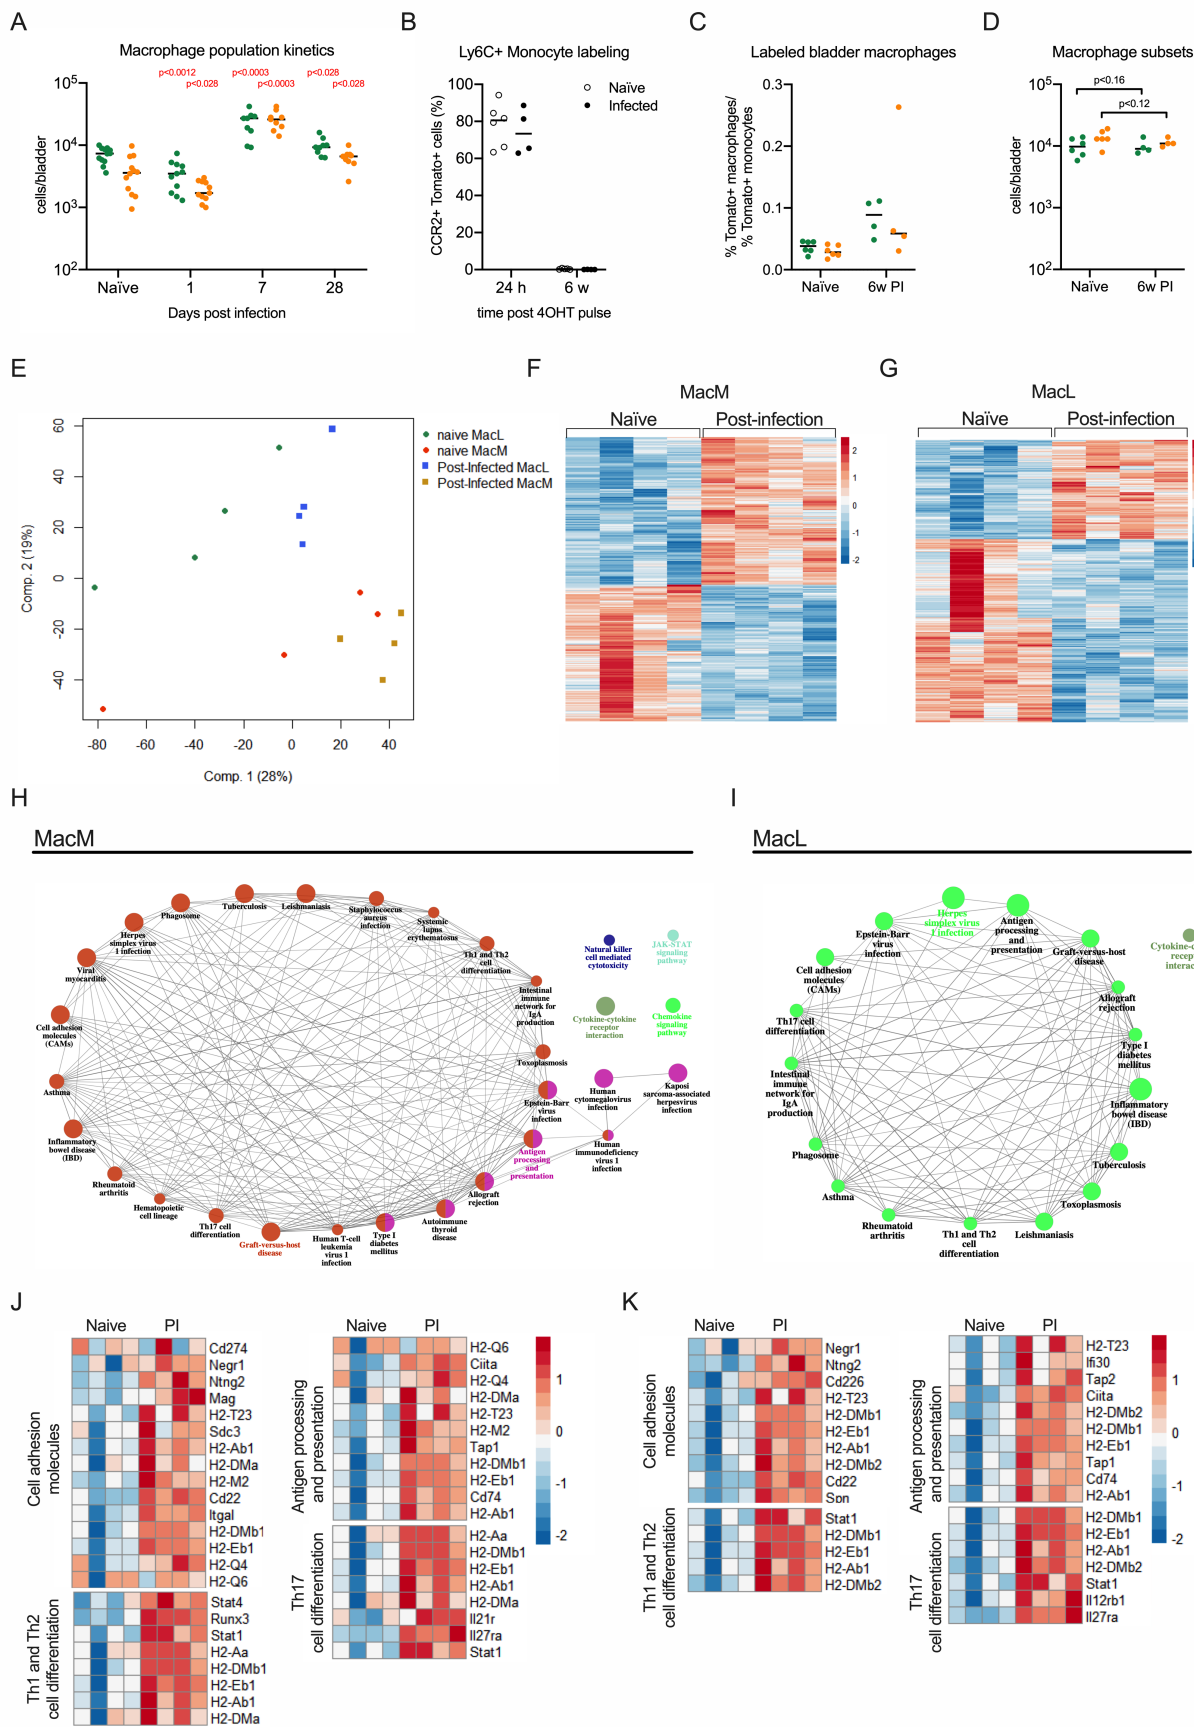 A
Macrophage population kinetics
p<0.0012
p<0.028
p<0.0003
p<0.0003
p<0.028
p<0.028
cells/bladder
10⁵
10⁴
10³
10²
Naïve
1
7
28
Days post infection
B
Ly6C+ Monocyte labeling
Naïve
Infected
CCR2+ Tomato+ cells (%)
100
80
60
40
20
0
24 h
6 w
time post 4OHT pulse
C
Labeled bladder macrophages
% Tomato+ macrophages/
% Tomato+ monocytes
0.3
0.2
0.1
0.0
Naïve
6w PI
D
Macrophage subsets
p<0.16
p<0.12
cells/bladder
10⁵
10⁴
10³
10²
Naïve
6w PI
E
naive MacL
naive MacM
Post-Infected MacL
Post-Infected MacM
Comp. 2 (19%)
60
40
20
0
-20
-40
-80
-60
-40
-20
0
20
40
Comp. 1 (28%)
F
MacM
Naïve
Post-infection
2
1
0
-1
-2
G
MacL
Naïve
Post-infection
H
MacM
Tuberculosis
Leishmaniasis
Staphylococcus
aureus
infection
Systemic
lupus
erythematosus
Th1 and Th2
cell
differentiation
Intestinal
immune
network for
IgA
production
Toxoplasmosis
Epstein-Barr
virus
infection
Antigen
processing
and
presentation
Allograft
rejection
Autoimmune
thyroid
disease
Type I
diabetes
mellitus
Human T-cell
leukemia
virus 1
infection
Graft-versus-host
disease
Th17 cell
differentiation
Hematopoietic
cell lineage
Rheumatoid
arthritis
Inflammatory
bowel disease
(IBD)
Asthma
Cell adhesion
molecules
(CAMs)
Viral
myocarditis
Herpes
simplex virus
1 infection
Phagosome
Natural killer
cell mediated
cytotoxicity
JAK-STAT
signaling
pathway
Cytokine-cytokine
receptor
interaction
Chemokine
signaling
pathway
Human
cytomegalovirus
infection
Kaposi
sarcoma-associated
herpesvirus
infection
Human
immunodeficiency
virus 1
infection
I
MacL
Herpes
simplex virus
1 infection
Antigen
processing
and
presentation
Graft-versus-host
disease
Allograft
rejection
Type I
diabetes
mellitus
Inflammatory
bowel disease
(IBD)
Tuberculosis
Toxoplasmosis
Leishmaniasis
Th1 and Th2
cell
differentiation
Rheumatoid
arthritis
Asthma
Phagosome
Intestinal
immune
network for
IgA
production
Th17 cell
differentiation
Cell adhesion
molecules
(CAMs)
Epstein-Barr
virus
infection
Cytokine-c
recept
interac
J
Naive
PI
Cell adhesion
molecules
Cd274
Negr1
Ntng2
Mag
H2-T23
Sdc3
H2-Ab1
H2-DMa
H2-M2
Cd22
Itgal
H2-DMb1
H2-Eb1
H2-Q4
H2-Q6
Th1 and Th2
cell differentiation
Stat4
Runx3
Stat1
H2-Aa
H2-DMb1
H2-Eb1
H2-Ab1
H2-DMa
Naive
PI
Antigen processing
and presentation
H2-Q6
Ciita
H2-Q4
H2-DMa
H2-T23
H2-M2
Tap1
H2-DMb1
H2-Eb1
Cd74
H2-Ab1
Th17
cell differentiation
H2-Aa
H2-DMb1
H2-Eb1
H2-Ab1
H2-DMa
Il21r
Il27ra
Stat1
1
0
-1
-2
K
Naive
PI
Cell adhesion
molecules
Negr1
Ntng2
Cd226
H2-T23
H2-DMb1
H2-Eb1
H2-Ab1
H2-DMb2
Cd22
Spn
Th1 and Th2
cell differentiation
Stat1
H2-DMb1
H2-Eb1
H2-Ab1
H2-DMb2
Naive
PI
Antigen processing
and presentation
H2-T23
Ifi30
Tap2
Ciita
H2-DMb2
H2-DMb1
H2-Eb1
Tap1
Cd74
H2-Ab1
Th17
cell differentiation
H2-DMb1
H2-Eb1
H2-Ab1
H2-DMb2
Stat1
Il12rb1
Il27ra
1
0
-1
-2